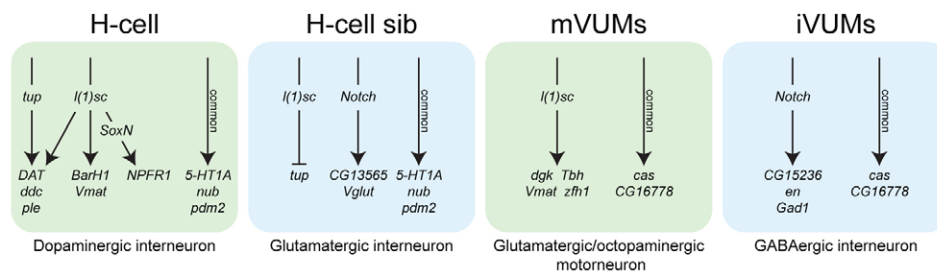 H-cell
H-cell sib
mVUMs
iVUMs
tup
l(1)sc
common
SoxN
DAT
ddc
ple
BarH1
Vmat
NPFR1
5-HT1A
nub
pdm2
Dopaminergic interneuron
l(1)sc
Notch
common
tup
CG13565
Vglut
5-HT1A
nub
pdm2
Glutamatergic interneuron
l(1)sc
common
dgk Tbh
Vmat zfh1
cas
CG16778
Glutamatergic/octopaminergic
motorneuron
Notch
common
CG15236
en
Gad1
cas
CG16778
GABAergic interneuron